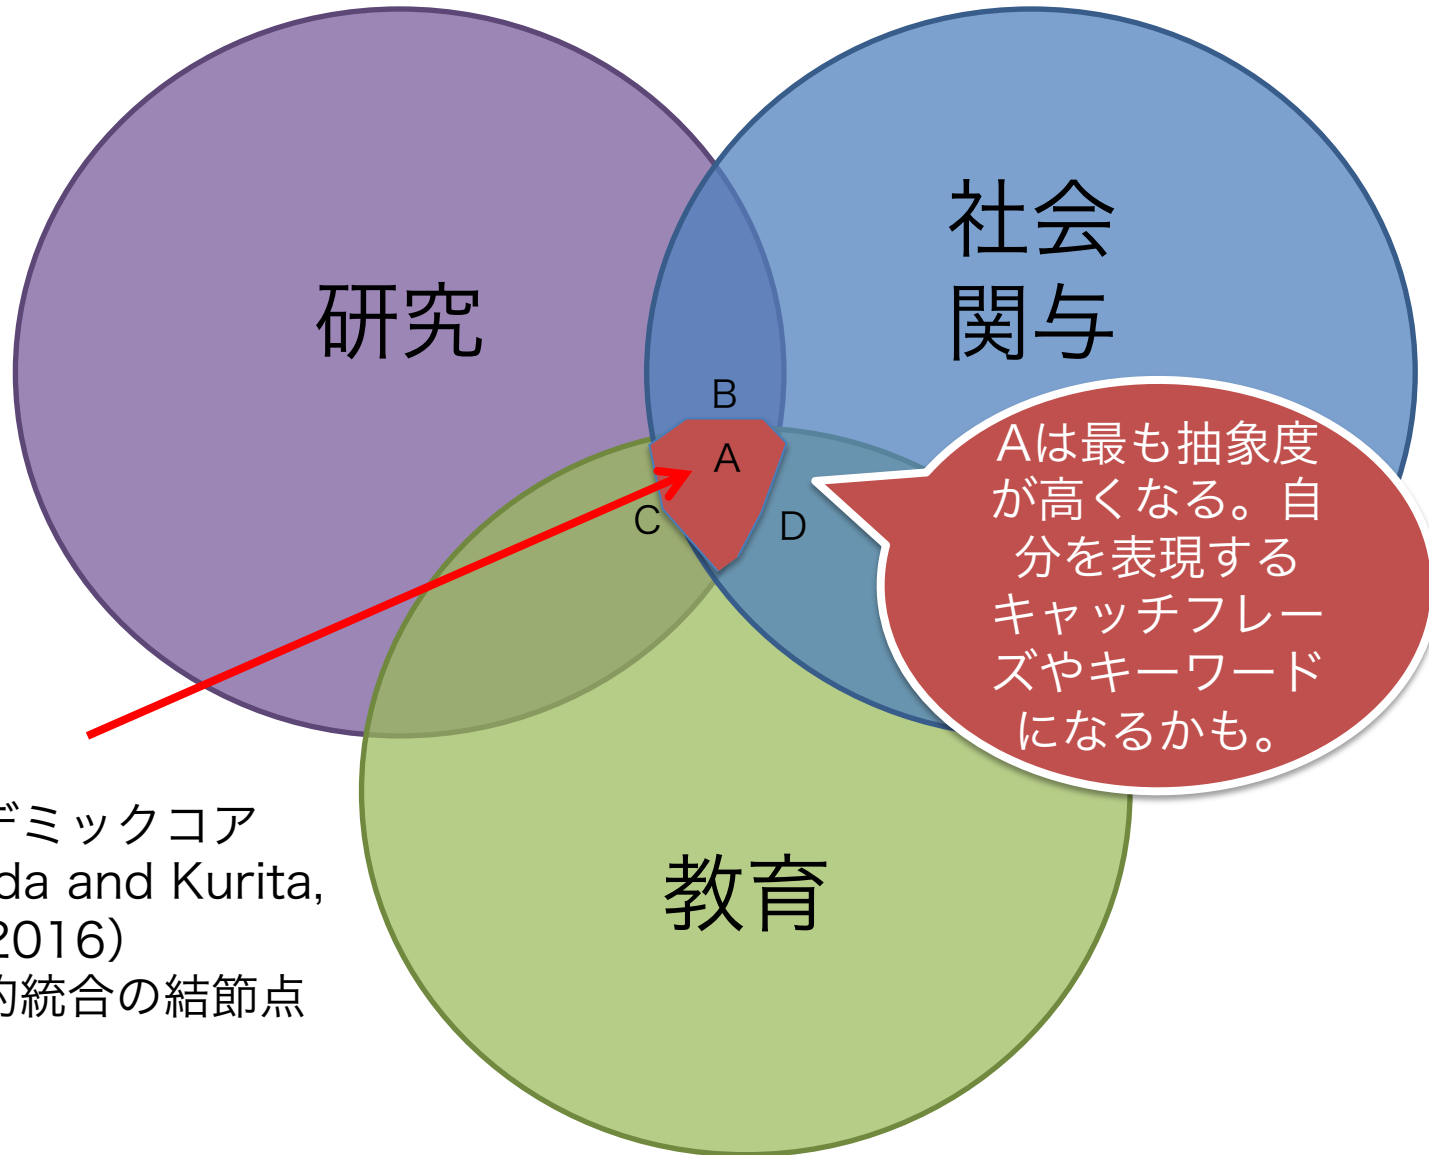 研究
社会
関与
B
A
C
D
Aは最も抽象度
が高くなる。自
分を表現する
キャッチフレー
ズやキーワード
になるかも。
デミックコア
da and Kurita,
2016）
的統合の結節点
教育